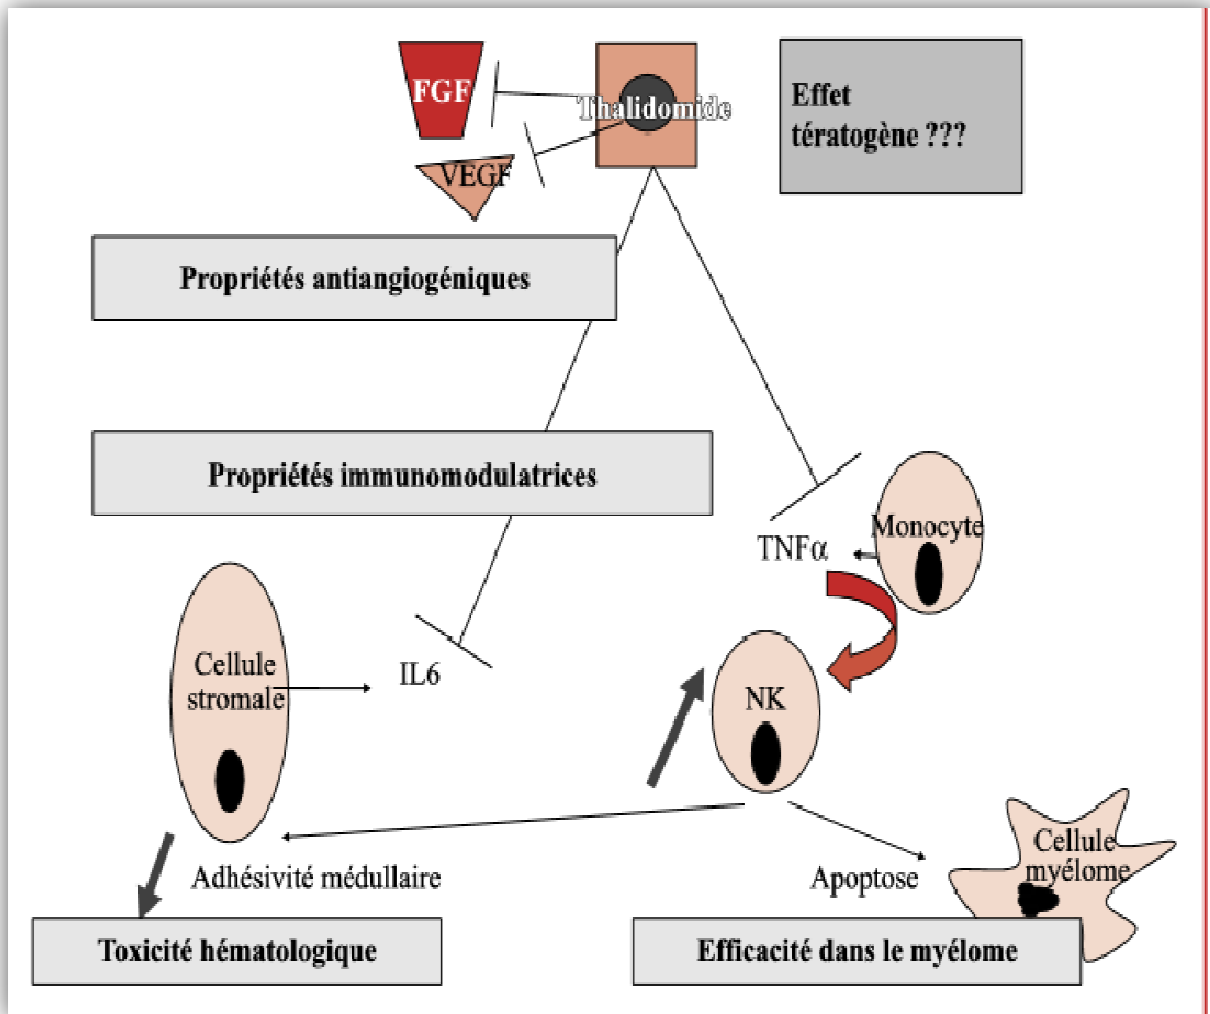 FGF
Thalidomide
VEGF
Effet
tératogène ???
Propriétés antiangiogéniques
Propriétés immunomodulatrices
Monocyte
TNFα
Cellule
stromale
IL6
NK
Adhésivité médullaire
Apoptose
Cellule
myélome
Toxicité hématologique
Efficacité dans le myélome